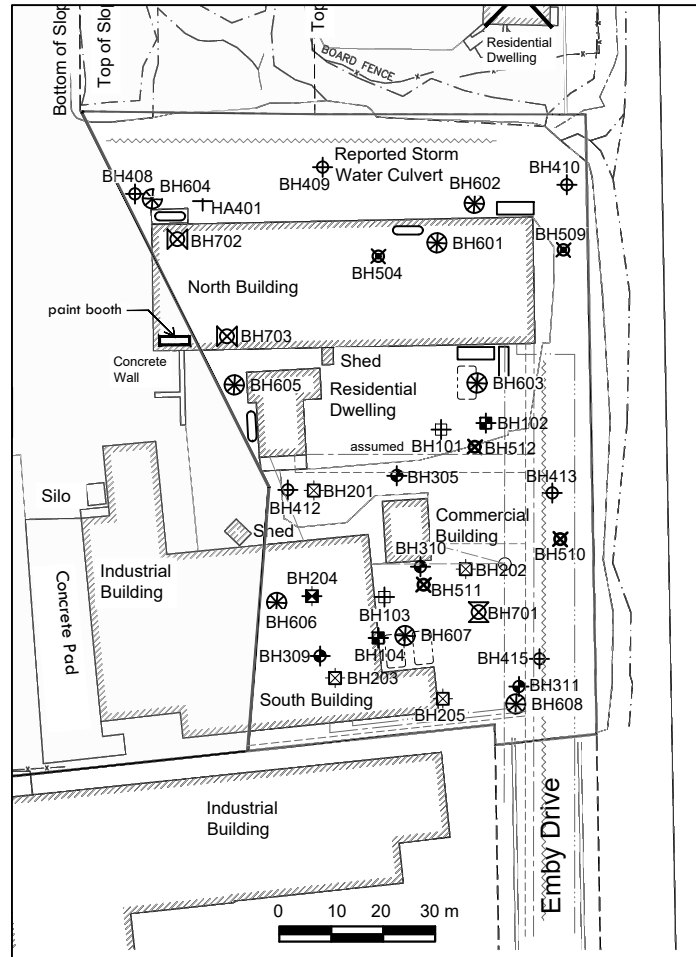 Bottom of Slop
Top of Slop
Top
BOARD FENCE
Residential
Dwelling
Reported Storm
Water Culvert
BH408
BH604
HA401
BH409
BH602
BH410
BH702
BH504
BH601
BH509
North Building
paint booth
BH703
Concrete
Wall
Shed
BH605
Residential
Dwelling
BH603
BH102
BH101
BH512
assumed
BH305
BH413
BH412
BH201
Silo
Shed
Commercial
Building
BH510
Industrial
Building
BH310
BH202
BH204
BH511
BH606
BH103
BH701
BH607
BH104
BH309
BH415
BH203
BH311
South Building
BH205
BH608
Concrete Pad
Industrial
Building
Emby Drive
0 10 20 30 m